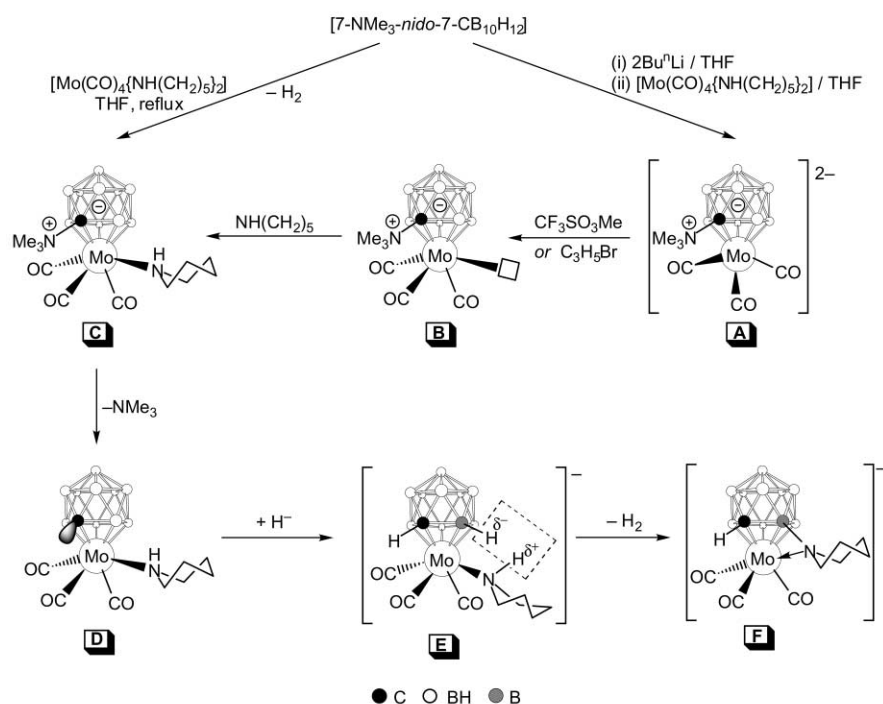 [7-NMe₃-nido-7-CB₁₀H₁₂]
[Mo(CO)₄{NH(CH₂)₅}₂]
THF, reflux
– H₂
(i) 2BuⁿLi / THF
(ii) [Mo(CO)₄{NH(CH₂)₅}₂] / THF
⊖
⊕
Me₃N
Mo
H
N
OC
OC
CO
C
NH(CH₂)₅
⊖
⊕
Me₃N
Mo
OC
OC
CO
B
CF₃SO₃Me
or C₃H₅Br
2–
⊖
⊕
Me₃N
Mo
OC
CO
CO
A
–NMe₃
Mo
H
N
OC
OC
CO
D
+ H⁻
–
H
Hδ⁻
Hδ⁺
Mo
N
OC
OC
CO
E
– H₂
–
H
Mo
N
OC
OC
CO
F
C BH B